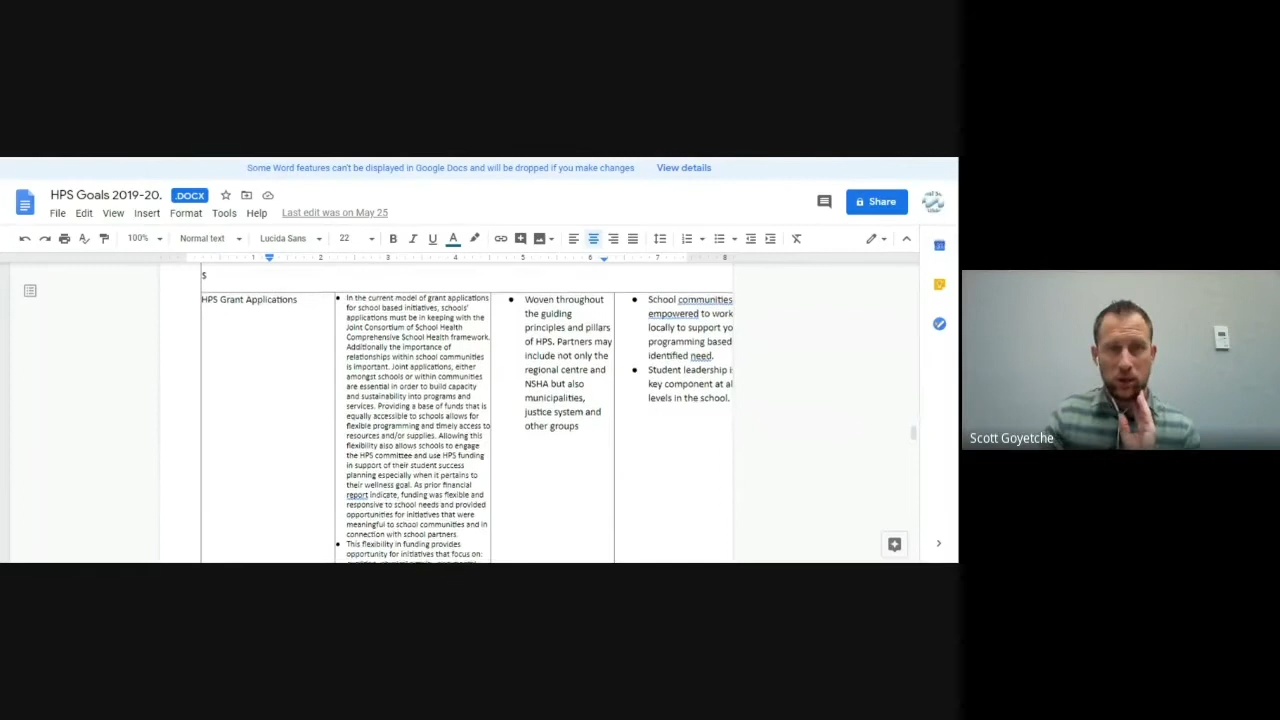 Some Word features can't be displayed in Google Docs and will be dropped if you make changes View details
HPS Goals 2019-20. .DOCX
Share
File Edit View Insert Format Tools Help Last edit was on May 25
100% Normal text Lucida Sans 22 B I U A
1 2 3 4 5 6 7 8
S
HPS Grant Applications
In the current model of grant applications
for school based initiatives, schools'
applications must be in keeping with the
Joint Consortium of School Health
Comprehensive School Health framework.
Additionally the importance of
relationships within school communities
is important. Joint applications, either
amongst schools or within communities
are essential in order to build capacity
and sustainability into programs and
services. Providing a base of funds that is
equally accessible to schools allows for
flexible programming and timely access to
resources and/or supplies. Allowing this
flexibility also allows schools to engage
the HPS committee and use HPS funding
in support of their student success
planning especially when it pertains to
their wellness goal. As prior financial
report indicate, funding was flexible and
responsive to school needs and provided
opportunities for initiatives that were
meaningful to school communities and in
connection with school partners.
This flexibility in funding provides
opportunity for initiatives that focus on:
Woven throughout
the guiding
principles and pillars
of HPS. Partners may
include not only the
regional centre and
NSHA but also
municipalities,
justice system and
other groups
School communities
empowered to work
locally to support yo
programming based
identified need.
Student leadership i
key component at al
levels in the school.
Scott Goyetche